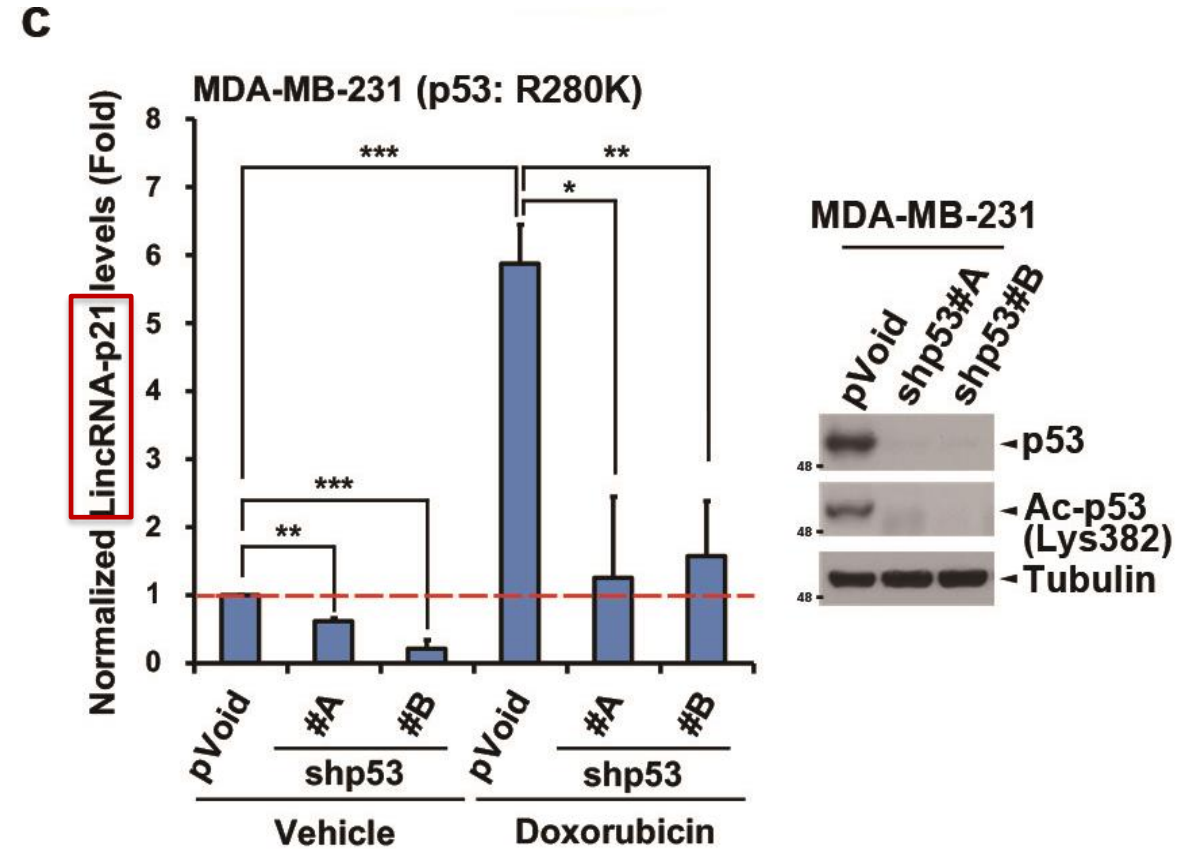 c
MDA-MB-231 (p53: R280K)
Normalized LincRNA-p21 levels (Fold)
8
7
6
5
4
3
2
1
0
***
**
*
***
**
pVoid
#A
#B
pVoid
#A
#B
shp53
shp53
Vehicle
Doxorubicin
MDA-MB-231
pVoid
shp53#A
shp53#B
48
p53
48
Ac-p53
(Lys382)
48
Tubulin